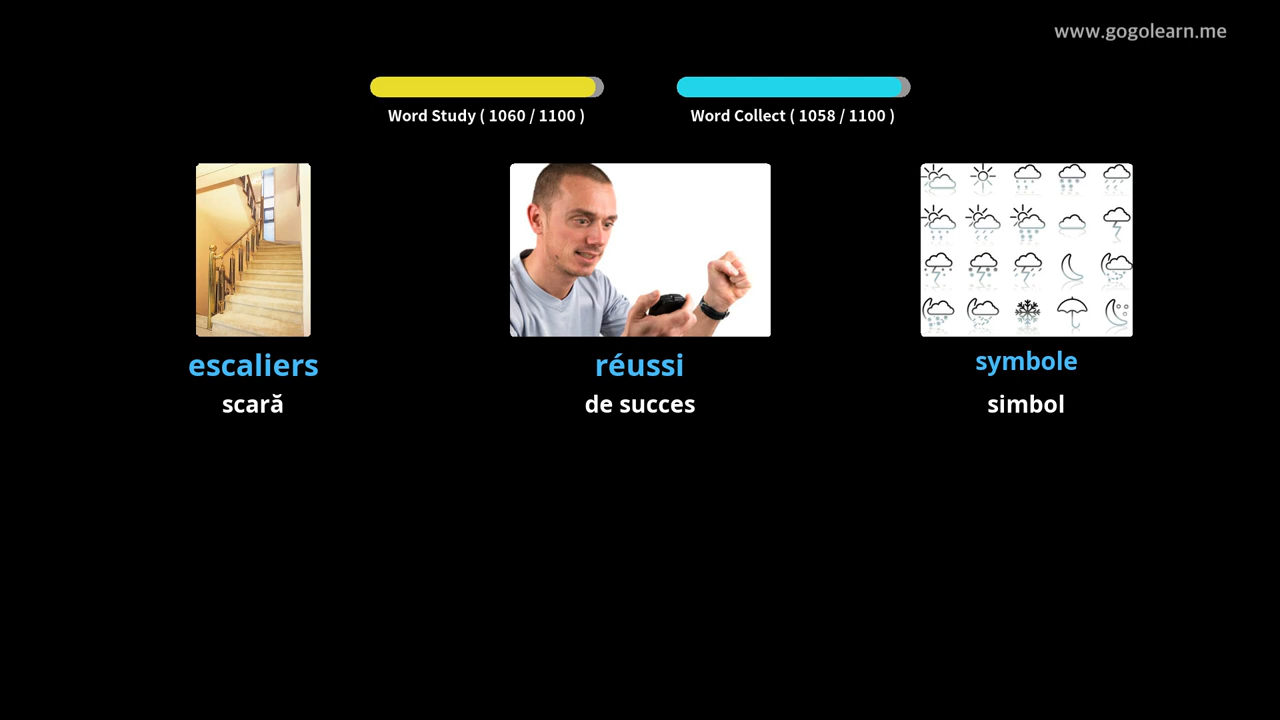 www.gogolearn.me
Word Study ( 1060 / 1100 )
Word Collect ( 1058 / 1100 )
escaliers
réussi
symbole
scară
de succes
simbol